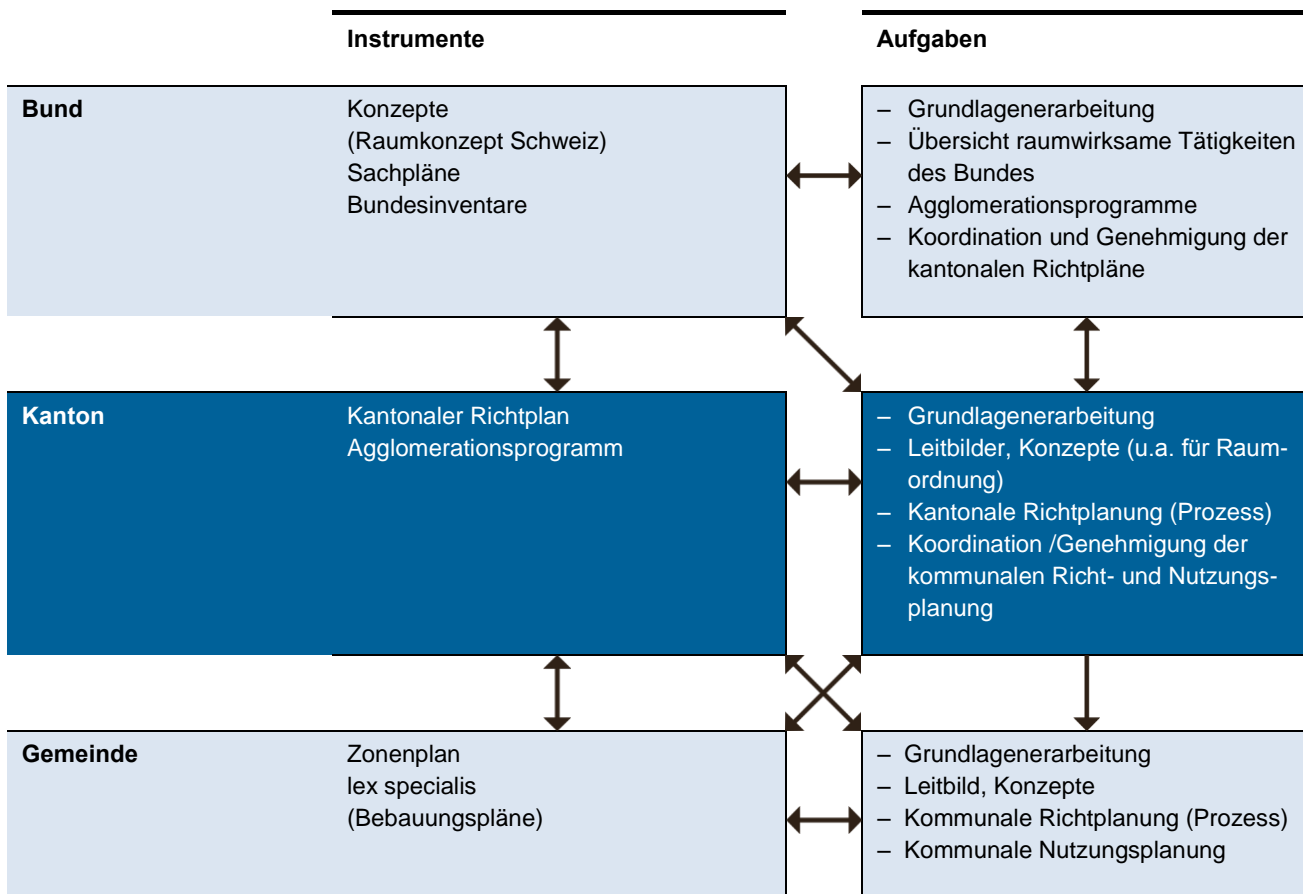 Instrumente
Aufgaben
Bund
Konzepte
(Raumkonzept Schweiz)
Sachpläne
Bundesinventare
– Grundlagenerarbeitung
– Übersicht raumwirksame Tätigkeiten
des Bundes
– Agglomerationsprogramme
– Koordination und Genehmigung der
kantonalen Richtpläne
Kanton
Kantonaler Richtplan
Agglomerationsprogramm
– Grundlagenerarbeitung
– Leitbilder, Konzepte (u.a. für Raum-
ordnung)
– Kantonale Richtplanung (Prozess)
– Koordination /Genehmigung der
kommunalen Richt- und Nutzungs-
planung
Gemeinde
Zonenplan
lex specialis
(Bebauungspläne)
– Grundlagenerarbeitung
– Leitbild, Konzepte
– Kommunale Richtplanung (Prozess)
– Kommunale Nutzungsplanung